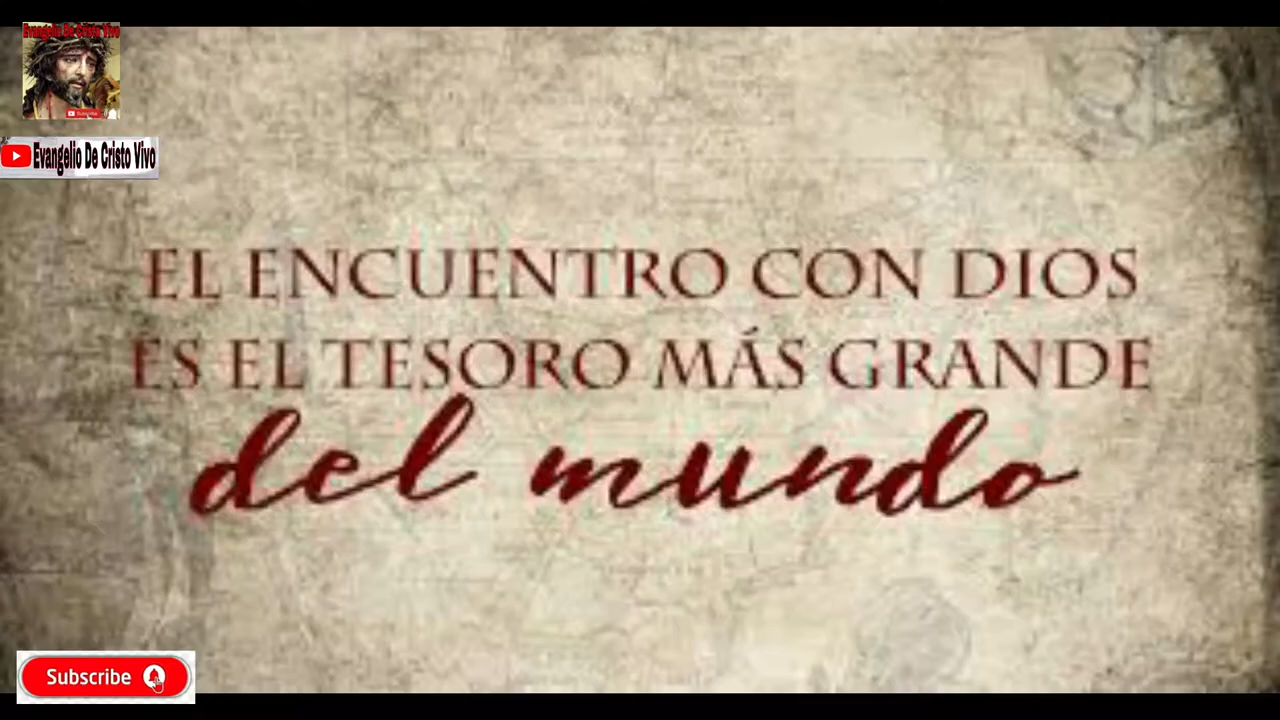 Evangelio De Cristo Vivo
Evangelio De Cristo Vivo
EL ENCUENTRO CON DIOS
ES EL TESORO MÁS GRANDE
del mundo
Subscribe